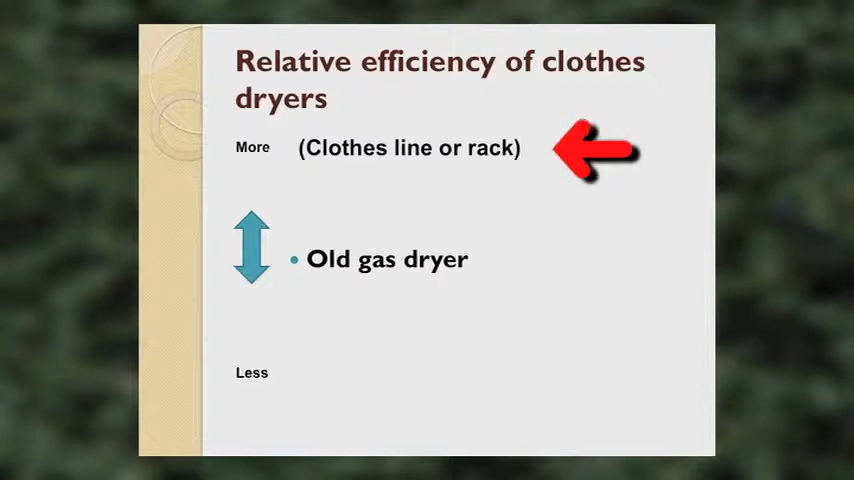 Relative efficiency of clothes
dryers
More (Clothes line or rack)
• Old gas dryer
Less